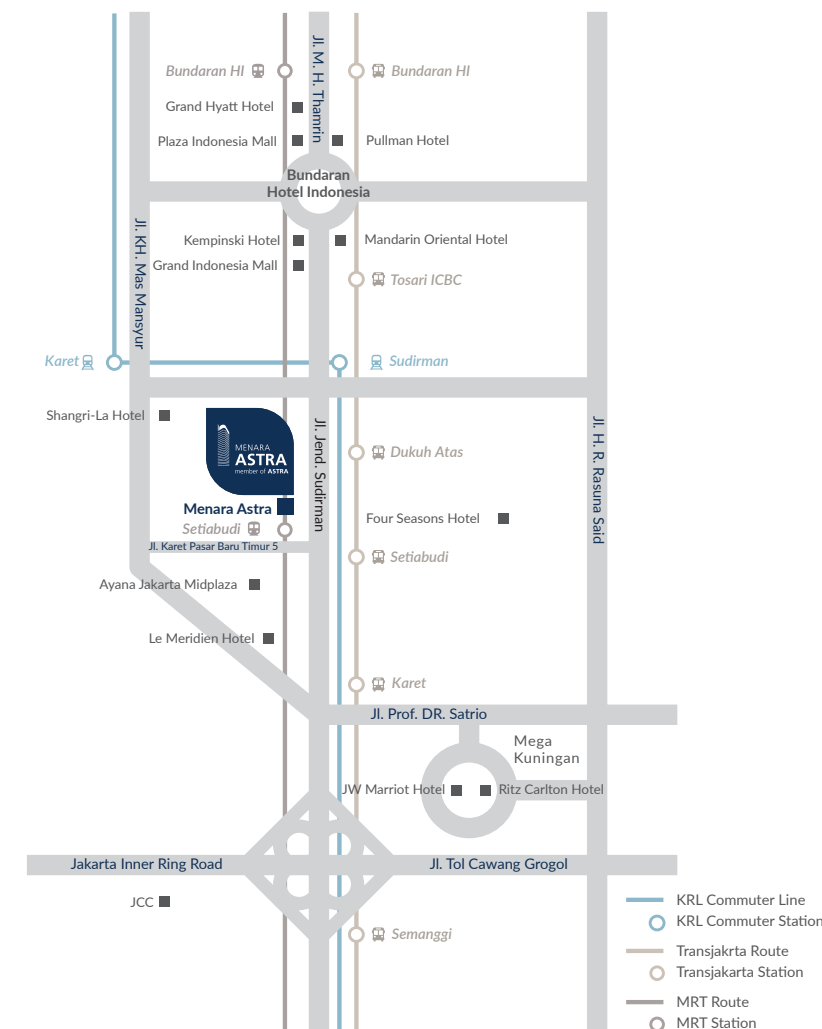 Jl. M. H. Thamrin
Bundaran HI
Bundaran HI
Grand Hyatt Hotel
Plaza Indonesia Mall
Pullman Hotel
Bundaran
Hotel Indonesia
Jl. KH. Mas Mansyur
Kempinski Hotel
Mandarin Oriental Hotel
Grand Indonesia Mall
Tosari ICBC
Karet
Sudirman
Shangri-La Hotel
MENARA
ASTRA
member of ASTRA
Jl. Jend. Sudirman
Jl. H. R. Rasuna Said
Dukuh Atas
Menara Astra
Four Seasons Hotel
Setiabudi
Jl. Karet Pasar Baru Timur 5
Setiabudi
Ayana Jakarta Midplaza
Le Meridien Hotel
Karet
Jl. Prof. DR. Satrio
Mega
Kuningan
JW Marriot Hotel
Ritz Carlton Hotel
Jakarta Inner Ring Road
Jl. Tol Cawang Grogol
JCC
Semanggi
KRL Commuter Line
KRL Commuter Station
Transjakrta Route
Transjakarta Station
MRT Route
MRT Station